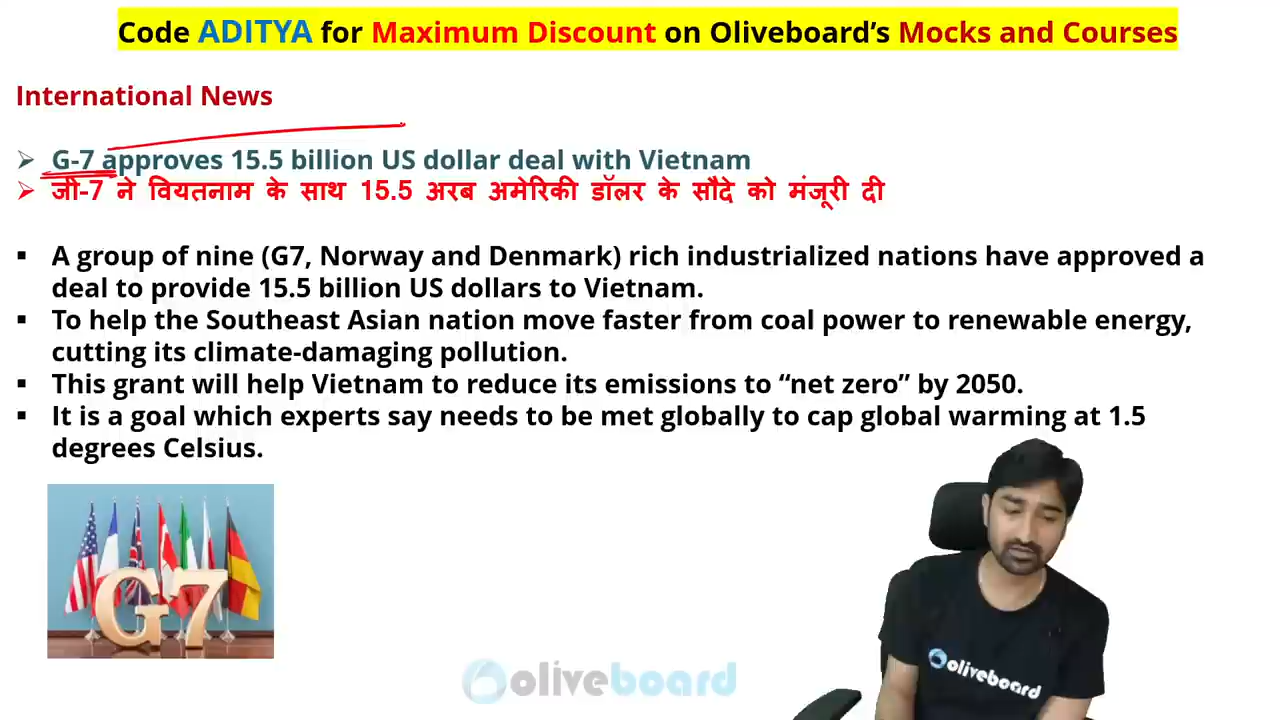 Code ADITYA for Maximum Discount on Oliveboard’s Mocks and Courses
International News
➢ G-7 approves 15.5 billion US dollar deal with Vietnam
➢ जी-7 ने वियतनाम के साथ 15.5 अरब अमेरिकी डॉलर के सौदे को मंजूरी दी
▪ A group of nine (G7, Norway and Denmark) rich industrialized nations have approved a
deal to provide 15.5 billion US dollars to Vietnam.
▪ To help the Southeast Asian nation move faster from coal power to renewable energy,
cutting its climate-damaging pollution.
▪ This grant will help Vietnam to reduce its emissions to “net zero” by 2050.
▪ It is a goal which experts say needs to be met globally to cap global warming at 1.5
degrees Celsius.
G7
oliveboard
oliveboard